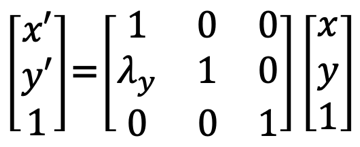 [x′] = [1 0 0] [x]
[y′] = [λ_y 1 0] [y]
[1] = [0 0 1] [1]